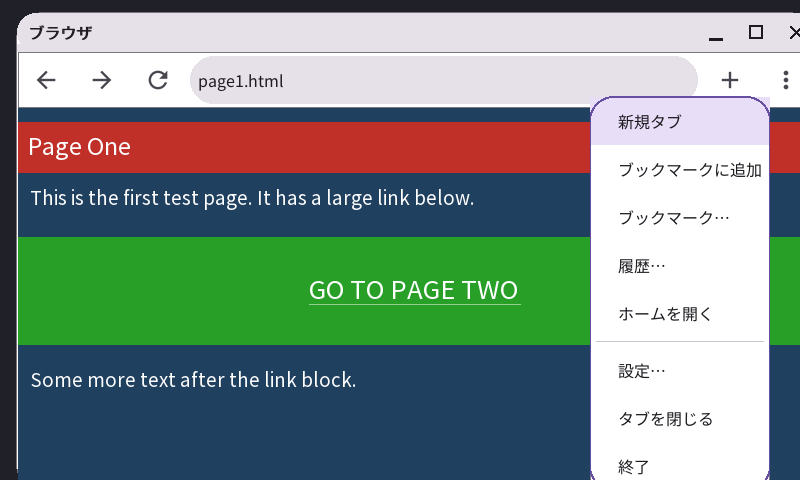 ブラウザ
page1.html
新規タブ
ブックマークに追加
ブックマーク…
履歴…
ホームを開く
設定…
タブを閉じる
終了
Page One
This is the first test page. It has a large link below.
GO TO PAGE TWO
Some more text after the link block.